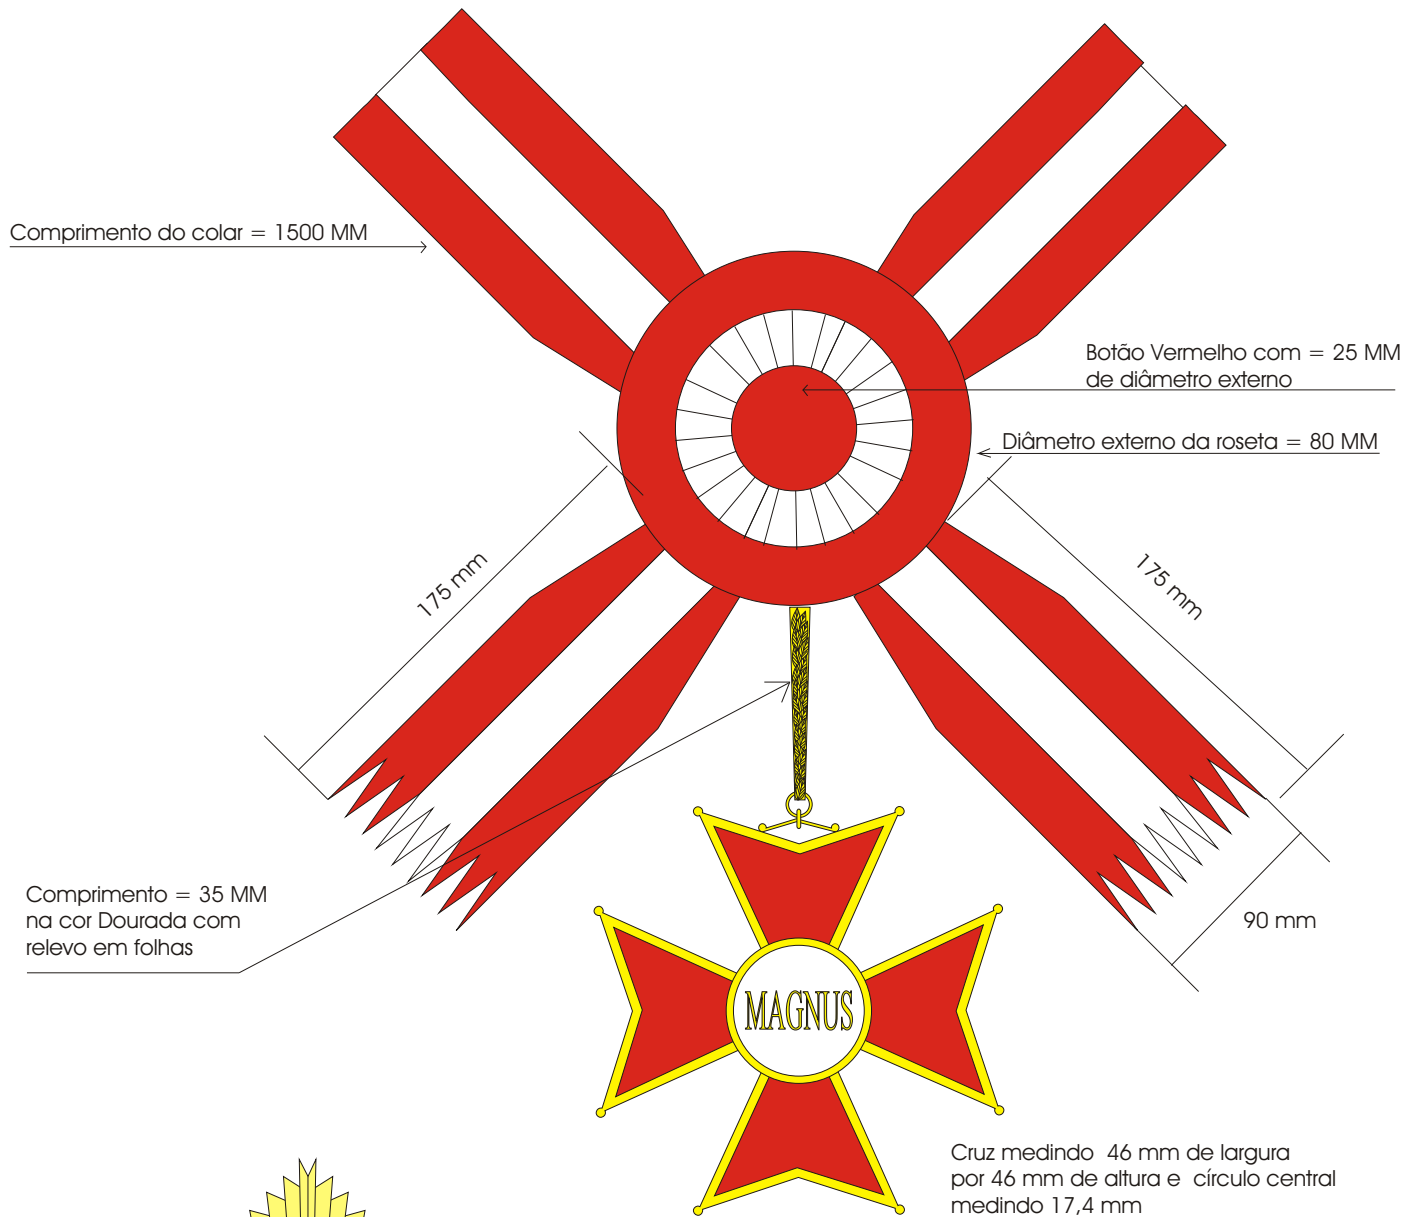 Comprimento do colar = 1500 MM
Botão Vermelho com = 25 MM
de diâmetro externo
Diâmetro externo da roseta = 80 MM
175 mm
175 mm
Comprimento = 35 MM
na cor Dourada com
relevo em folhas
90 mm
MAGNUS
Cruz medindo 46 mm de largura
por 46 mm de altura e círculo central
medindo 17,4 mm